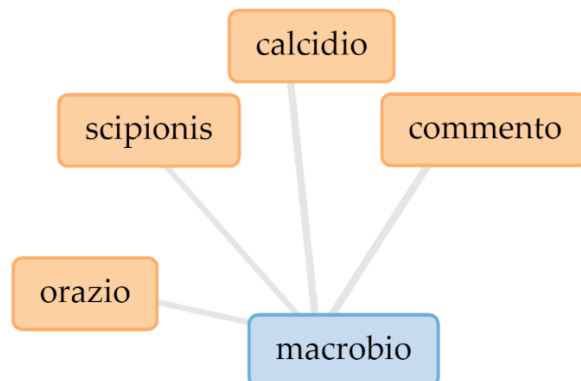 calcidio
scipionis
commento
orazio
macrobio